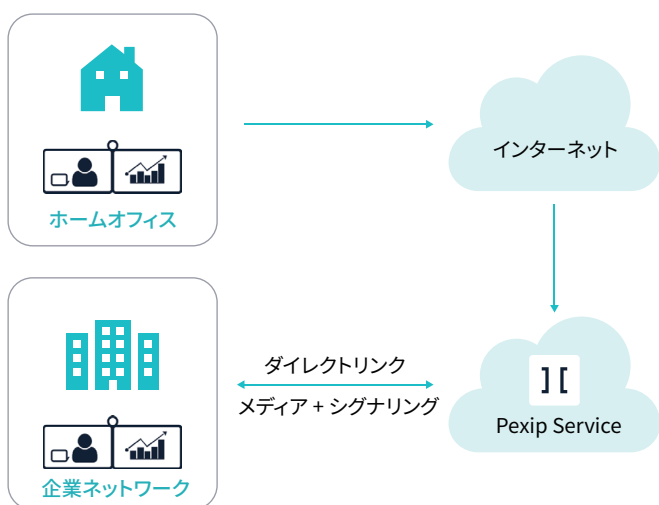 ホームオフィス
インターネット
ダイレクトリンク
メディア + シグナリング
Pexip Service
企業ネットワーク